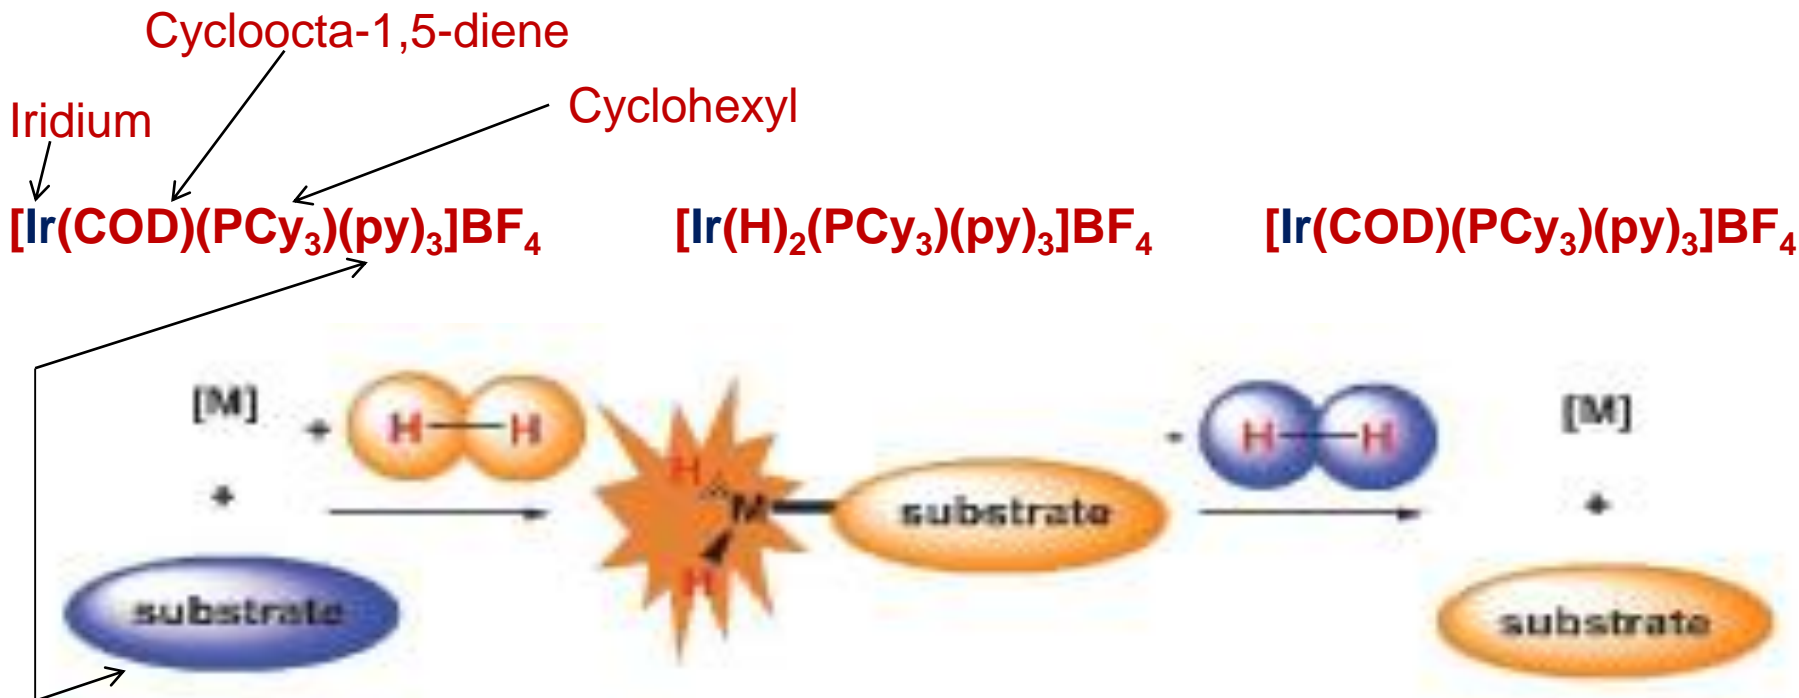 Cycloocta-1,5-diene
Cyclohexyl
Iridium
[Ir(COD)(PCy₃)(py)₃]BF₄ [Ir(H)₂(PCy₃)(py)₃]BF₄ [Ir(COD)(PCy₃)(py)₃]BF₄
[M] + H—H - H—H [M]
+ H M substrate +
H
substrate substrate